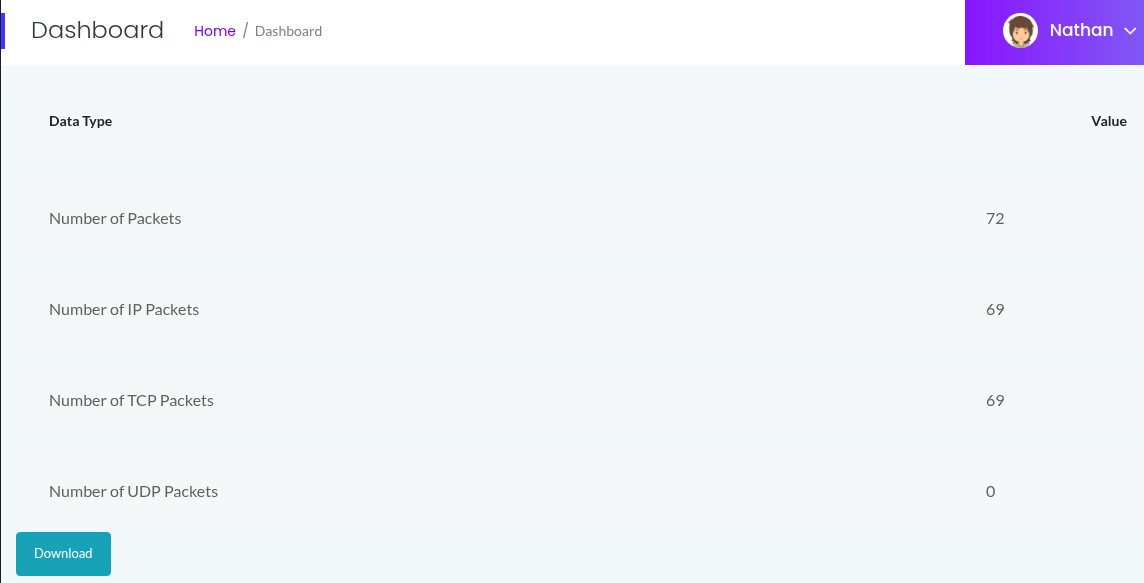 Dashboard Home / Dashboard Nathan
Data Type Value
Number of Packets 72
Number of IP Packets 69
Number of TCP Packets 69
Number of UDP Packets 0
Download